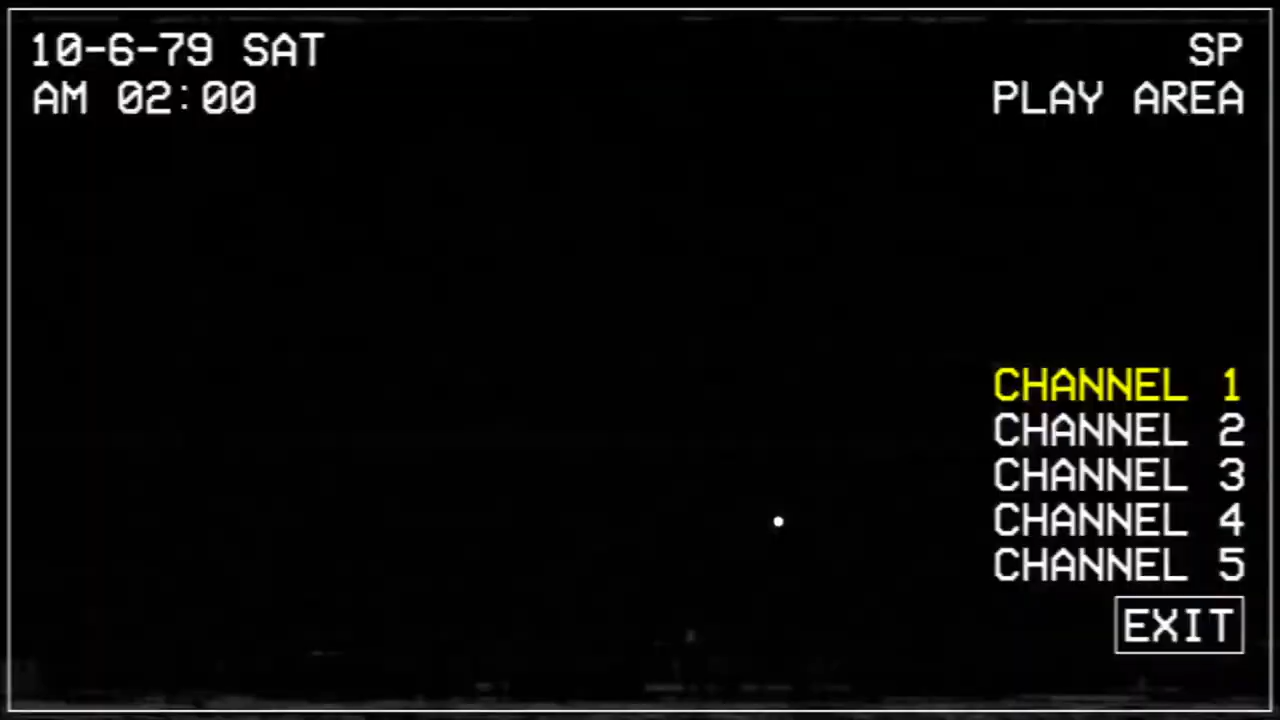 10-6-79 SAT
AM 02:00
SP
PLAY AREA
CHANNEL 1
CHANNEL 2
CHANNEL 3
CHANNEL 4
CHANNEL 5
EXIT